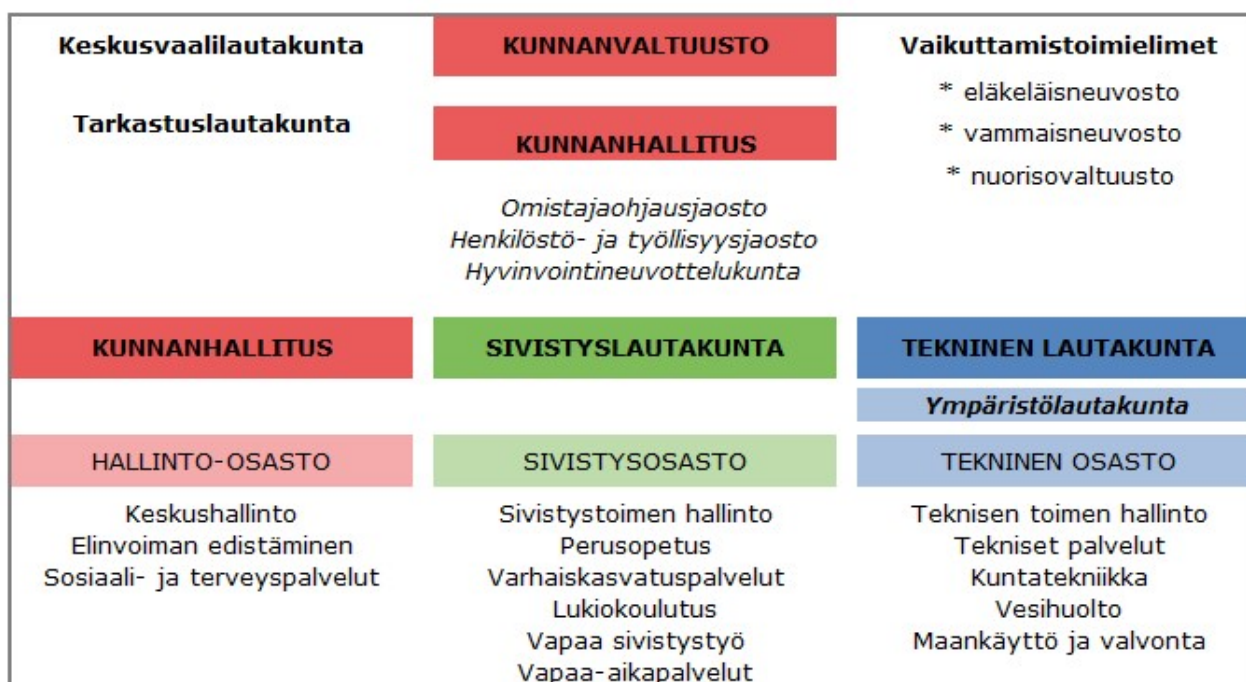 Keskusvaalilautakunta
Tarkastuslautakunta
KUNNANVALTUUSTO
KUNNANHALLITUS
Omistajaohjausjaosto
Henkilöstö- ja työllisyysjaosto
Hyvinvointineuvottelukunta
Vaikuttamistoimielimet
* eläkeläisneuvosto
* vammaisneuvosto
* nuorisovaltuusto
KUNNANHALLITUS
HALLINTO-OSASTO
Keskushallinto
Elinvoiman edistäminen
Sosiaali- ja terveyspalvelut
SIVISTYSLAUTAKUNTA
SIVISTYSOSASTO
Sivistystoimen hallinto
Perusopetus
Varhaiskasvatuspalvelut
Lukiokoulutus
Vapaa sivistystyö
Vapaa-aikapalvelut
TEKNINEN LAUTAKUNTA
Ympäristölautakunta
TEKNINEN OSASTO
Teknisen toimen hallinto
Tekniset palvelut
Kuntatekniikka
Vesihuolto
Maankäyttö ja valvonta